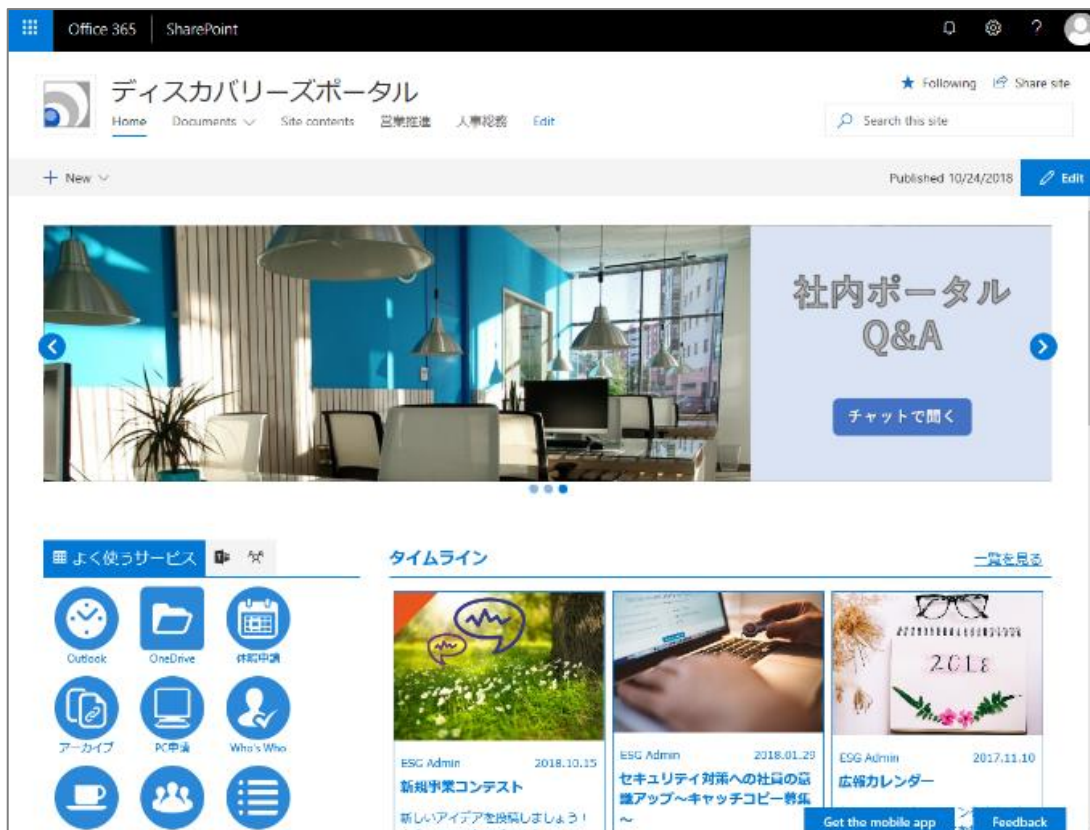 Office 365 SharePoint
ディスカバリーズポータル
Following Share site
Home Documents Site contents 営業推進 人事総務 Edit
Search this site
New
Published 10/24/2018 Edit
社内ポータル
Q&A
チャットで聞く
よく使うサービス
タイムライン
一覧を見る
Outlook OneDrive 休暇申請
アーカイブ PC申請 Who's Who
2018
ESG Admin 2018.10.15
新規事業コンテスト
新しいアイデアを投稿しましょう!
ESG Admin 2018.01.29
セキュリティ対策への社員の意
識アップ~キャッチコピー募集
~
ESG Admin 2017.11.10
広報カレンダー
Get the mobile app Feedback